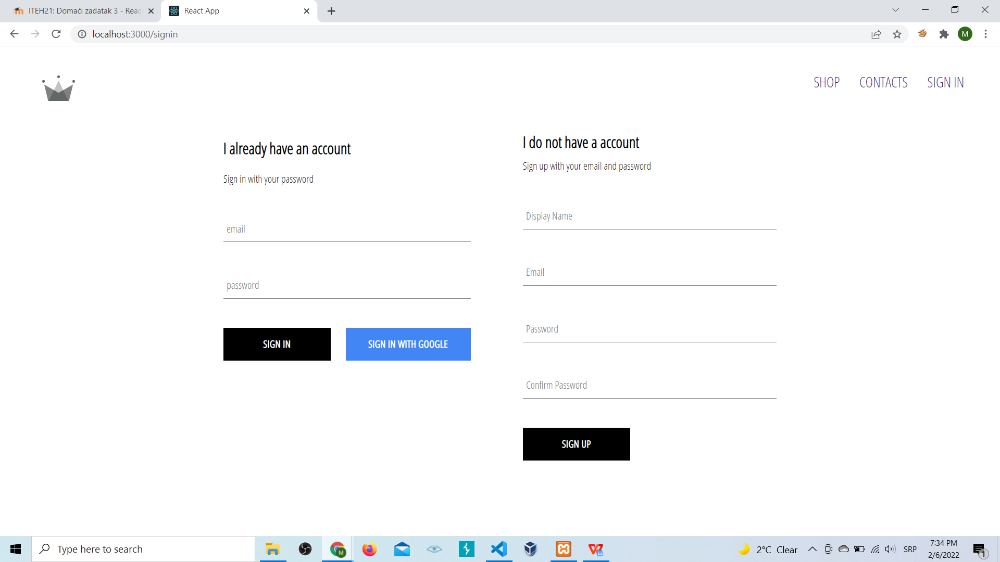 ITEH21: Domaći zadatak 3 - Reac
React App
localhost:3000/signin
M
SHOP
CONTACTS
SIGN IN
I already have an account
Sign in with your password
email
password
SIGN IN
SIGN IN WITH GOOGLE
I do not have a account
Sign up with your email and password
Display Name
Email
Password
Confirm Password
SIGN UP
Type here to search
M
2°C Clear
SRP
7:34 PM
2/6/2022
1